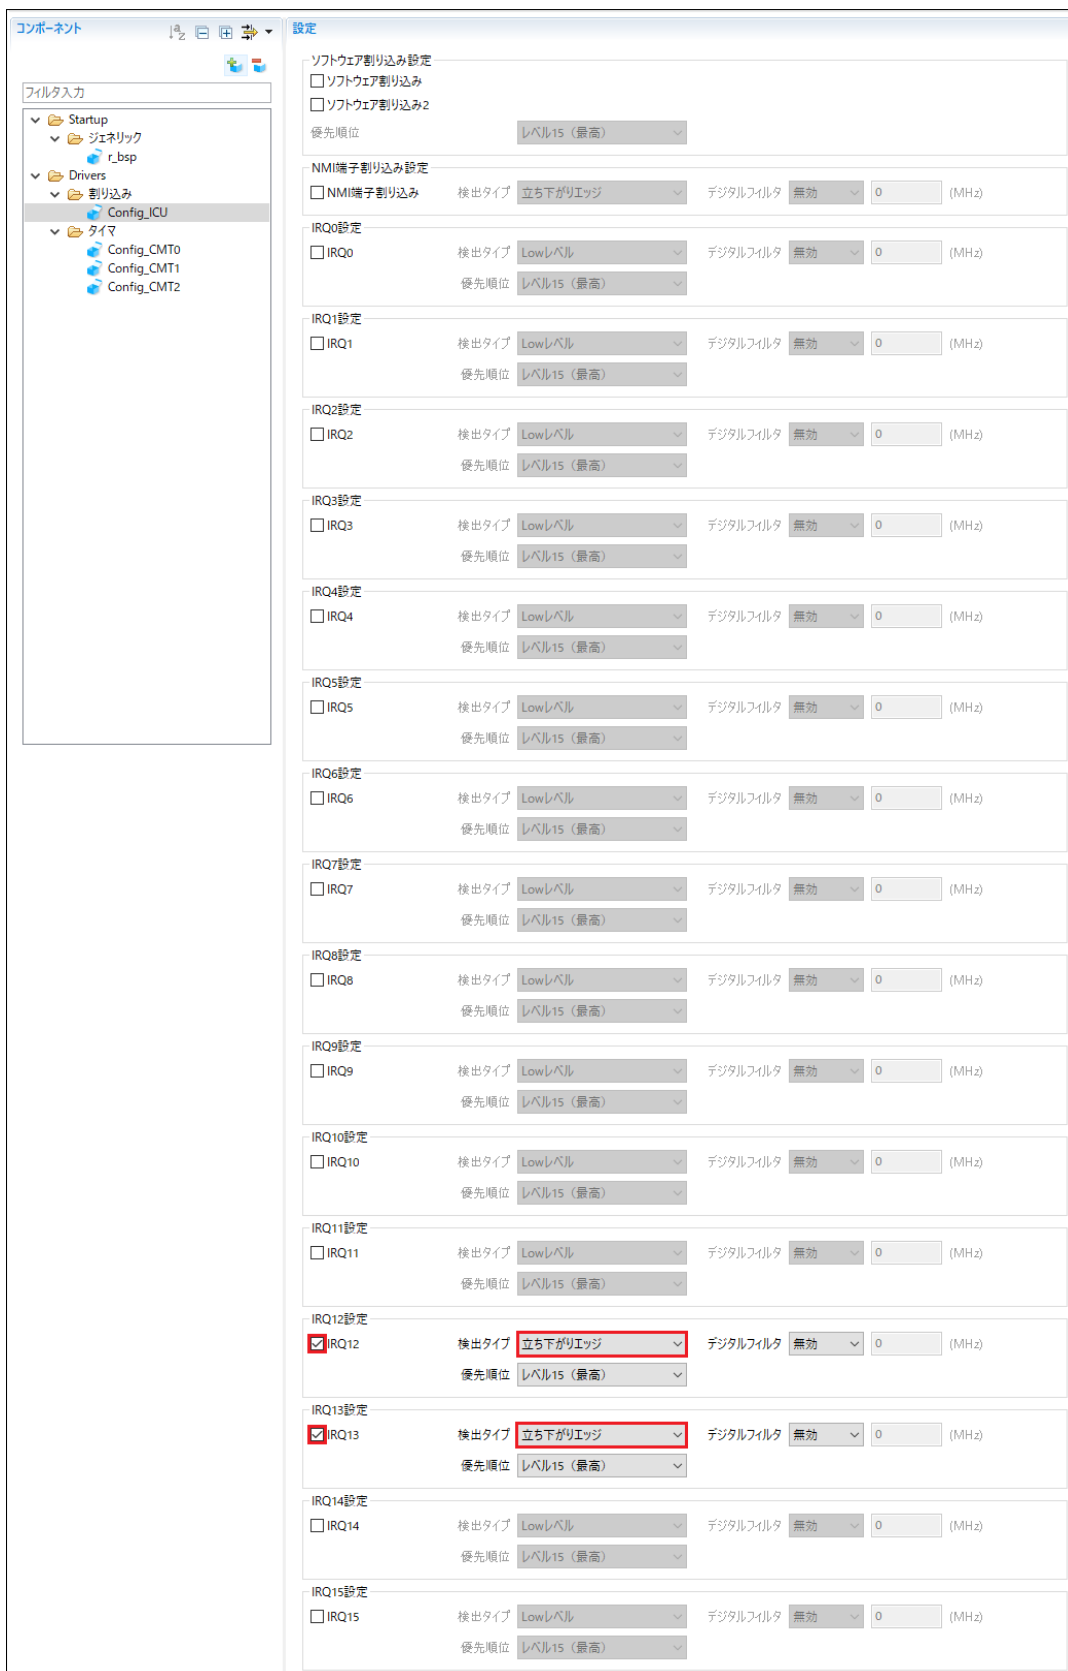 コンポーネント
フィルタ入力
Startup
ジェネリック
r_bsp
Drivers
割り込み
Config_ICU
タイマ
Config_CMT0
Config_CMT1
Config_CMT2
設定
ソフトウェア割り込み設定
ソフトウェア割り込み
ソフトウェア割り込み2
優先順位 レベル15（最高）
NMI端子割り込み設定
NMI端子割り込み 検出タイプ 立ち下がりエッジ デジタルフィルタ 無効 0 (MHz)
IRQ0設定
IRQ0 検出タイプ Lowレベル デジタルフィルタ 無効 0 (MHz)
優先順位 レベル15（最高）
IRQ1設定
IRQ1 検出タイプ Lowレベル デジタルフィルタ 無効 0 (MHz)
優先順位 レベル15（最高）
IRQ2設定
IRQ2 検出タイプ Lowレベル デジタルフィルタ 無効 0 (MHz)
優先順位 レベル15（最高）
IRQ3設定
IRQ3 検出タイプ Lowレベル デジタルフィルタ 無効 0 (MHz)
優先順位 レベル15（最高）
IRQ4設定
IRQ4 検出タイプ Lowレベル デジタルフィルタ 無効 0 (MHz)
優先順位 レベル15（最高）
IRQ5設定
IRQ5 検出タイプ Lowレベル デジタルフィルタ 無効 0 (MHz)
優先順位 レベル15（最高）
IRQ6設定
IRQ6 検出タイプ Lowレベル デジタルフィルタ 無効 0 (MHz)
優先順位 レベル15（最高）
IRQ7設定
IRQ7 検出タイプ Lowレベル デジタルフィルタ 無効 0 (MHz)
優先順位 レベル15（最高）
IRQ8設定
IRQ8 検出タイプ Lowレベル デジタルフィルタ 無効 0 (MHz)
優先順位 レベル15（最高）
IRQ9設定
IRQ9 検出タイプ Lowレベル デジタルフィルタ 無効 0 (MHz)
優先順位 レベル15（最高）
IRQ10設定
IRQ10 検出タイプ Lowレベル デジタルフィルタ 無効 0 (MHz)
優先順位 レベル15（最高）
IRQ11設定
IRQ11 検出タイプ Lowレベル デジタルフィルタ 無効 0 (MHz)
優先順位 レベル15（最高）
IRQ12設定
IRQ12 検出タイプ 立ち下がりエッジ デジタルフィルタ 無効 0 (MHz)
優先順位 レベル15（最高）
IRQ13設定
IRQ13 検出タイプ 立ち下がりエッジ デジタルフィルタ 無効 0 (MHz)
優先順位 レベル15（最高）
IRQ14設定
IRQ14 検出タイプ Lowレベル デジタルフィルタ 無効 0 (MHz)
優先順位 レベル15（最高）
IRQ15設定
IRQ15 検出タイプ Lowレベル デジタルフィルタ 無効 0 (MHz)
優先順位 レベル15（最高）